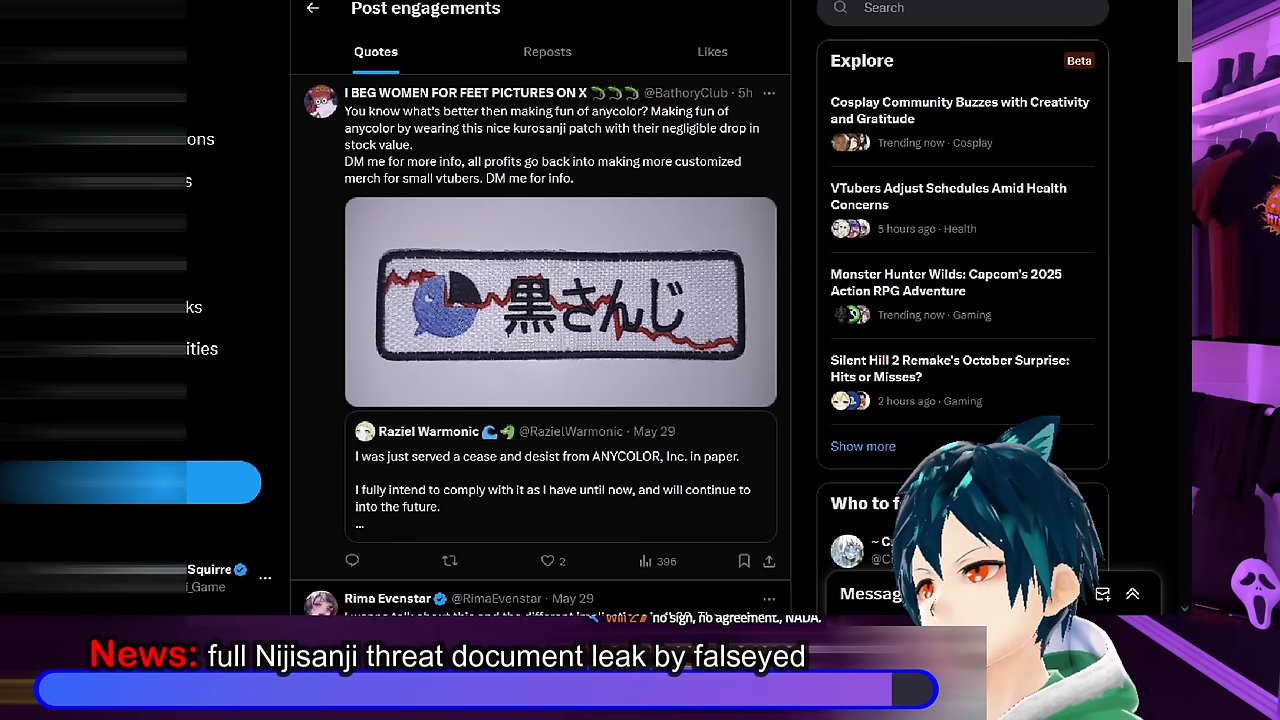 Post engagements
Search
Quotes
Reposts
Likes
I BEG WOMEN FOR FEET PICTURES ON X @BathoryClub · 5h
You know what's better then making fun of anycolor? Making fun of
anycolor by wearing this nice kurosanji patch with their negligible drop in
stock value.
DM me for more info, all profits go back into making more customized
merch for small vtubers. DM me for info.
黒さんじ
Raziel Warmonic @RazielWarmonic · May 29
I was just served a cease and desist from ANYCOLOR, Inc. in paper.
I fully intend to comply with it as I have until now, and will continue to
into the future.
...
2
396
Rima Evenstar @RimaEvenstar · May 29
no sign, no agreement., NADA.
ons
s
ks
ities
Squirre
i_Game
Explore
Beta
Cosplay Community Buzzes with Creativity
and Gratitude
Trending now · Cosplay
VTubers Adjust Schedules Amid Health
Concerns
5 hours ago · Health
Monster Hunter Wilds: Capcom's 2025
Action RPG Adventure
Trending now · Gaming
Silent Hill 2 Remake's October Surprise:
Hits or Misses?
2 hours ago · Gaming
Show more
Who to f
~ C
@C
Messag
News: full Nijisanji threat document leak by falseyed